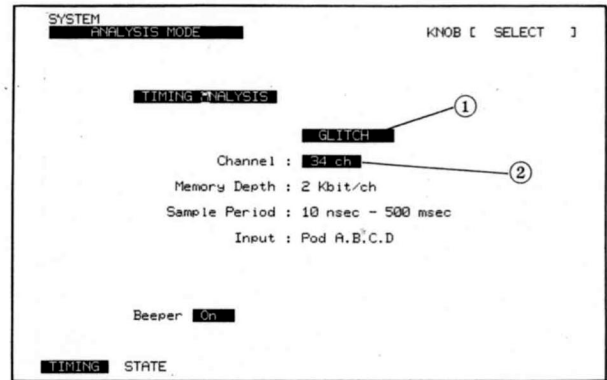 SYSTEM
ANALYSIS MODE KNOB [ SELECT ]
TIMING ANALYSIS
①
GLITCH
Channel : 34 ch
②
Memory Depth : 2 Kbit/ch
Sample Period : 10 nsec - 500 msec
Input : Pod A.B.C.D
Beeper On
TIMING STATE